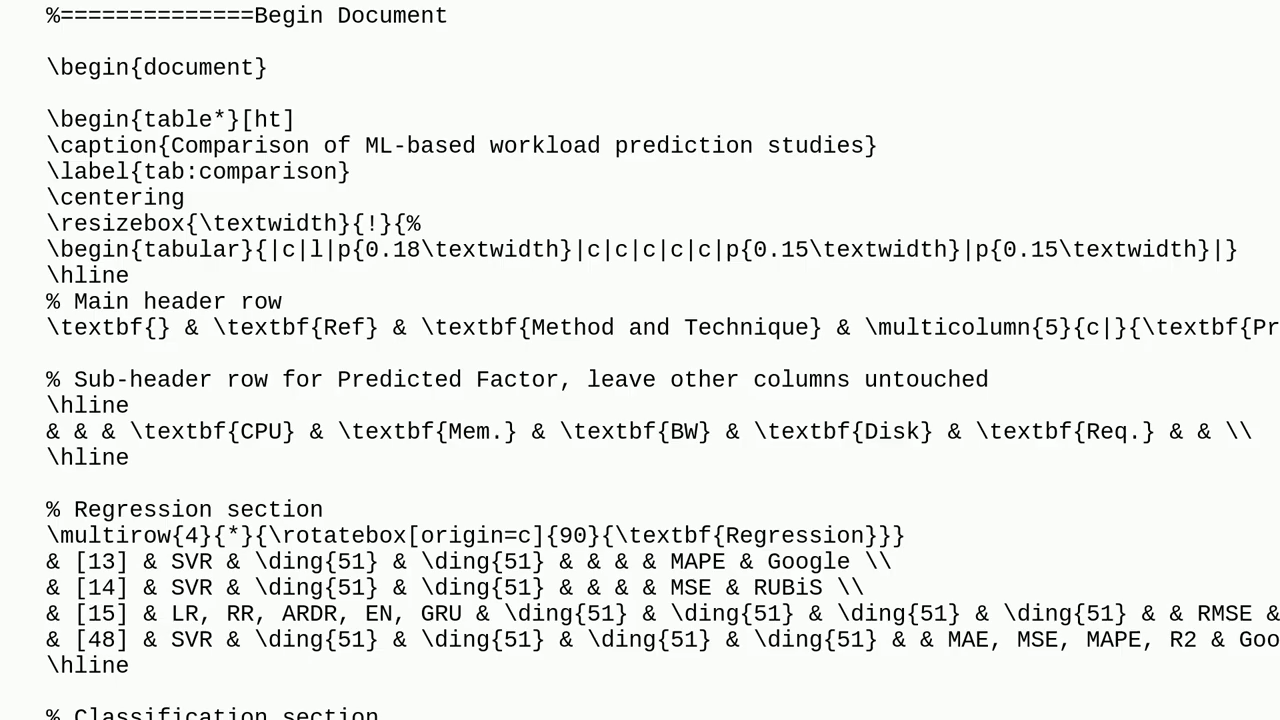 %==============Begin Document
\begin{document}
\begin{table*}[ht]
\caption{Comparison of ML-based workload prediction studies}
\label{tab:comparison}
\centering
\resizebox{\textwidth}{!}{%
\begin{tabular}{|c|l|p{0.18\textwidth}|c|c|c|c|c|p{0.15\textwidth}|p{0.15\textwidth}|}
\hline
% Main header row
\textbf{} & \textbf{Ref} & \textbf{Method and Technique} & \multicolumn{5}{c|}{\textbf{Pr
% Sub-header row for Predicted Factor, leave other columns untouched
\hline
& & & \textbf{CPU} & \textbf{Mem.} & \textbf{BW} & \textbf{Disk} & \textbf{Req.} & & \\
\hline
% Regression section
\multirow{4}{*}{\rotatebox[origin=c]{90}{\textbf{Regression}}}
& [13] & SVR & \ding{51} & \ding{51} & & & & MAPE & Google \\
& [14] & SVR & \ding{51} & \ding{51} & & & & MSE & RUBiS \\
& [15] & LR, RR, ARDR, EN, GRU & \ding{51} & \ding{51} & \ding{51} & \ding{51} & & RMSE &
& [48] & SVR & \ding{51} & \ding{51} & \ding{51} & \ding{51} & & MAE, MSE, MAPE, R2 & Goo
\hline
% Classification section